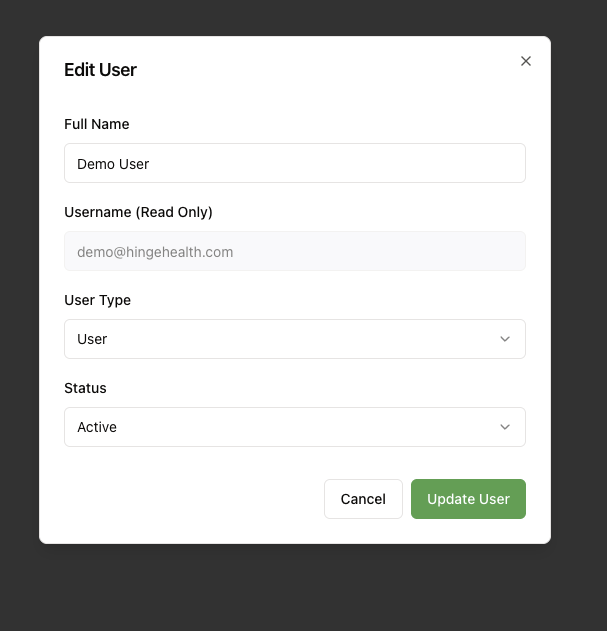 Edit User
Full Name
Demo User
Username (Read Only)
demo@hingehealth.com
User Type
User
Status
Active
Cancel
Update User